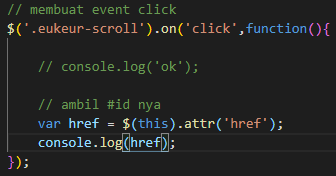 // membuat event click
$('.eukeur-scroll').on('click',function(){
// console.log('ok');
// ambil #id nya
var href = $(this).attr('href');
console.log(href);
});